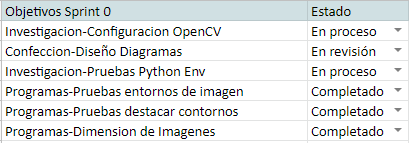 Objetivos Sprint 0 Estado
Investigacion-Configuracion OpenCV En proceso
Confeccion-Diseño Diagramas En revisión
Investigacion-Pruebas Python Env En proceso
Programas-Pruebas entornos de imagen Completado
Programas-Pruebas destacar contornos Completado
Programas-Dimension de Imagenes Completado